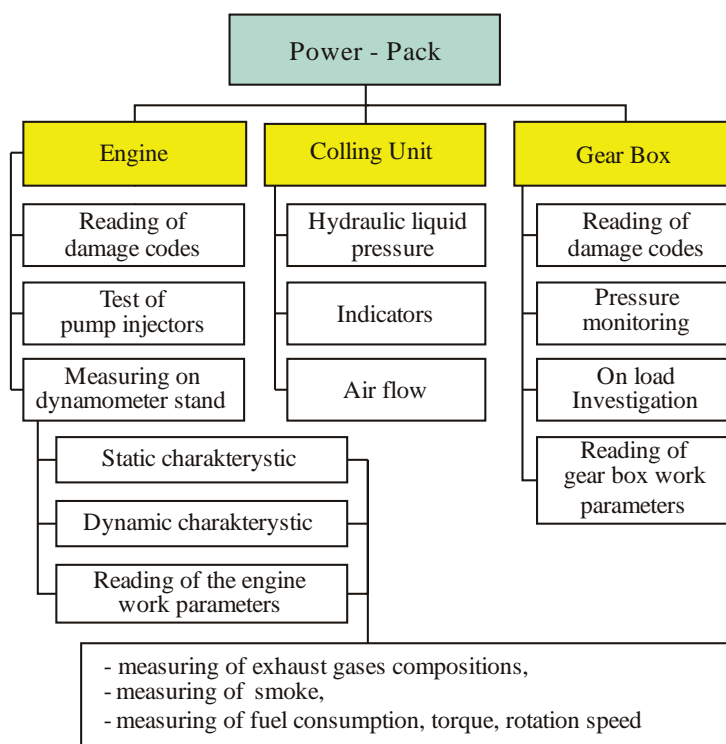 Power - Pack
Engine
Colling Unit
Gear Box
Reading of
damage codes
Test of
pump injectors
Measuring on
dynamometer stand
Static charakterystic
Dynamic charakterystic
Reading of the engine
work parameters
Hydraulic liquid
pressure
Indicators
Air flow
Reading of
damage codes
Pressure
monitoring
On load
Investigation
Reading of
gear box work
parameters
- measuring of exhaust gases compositions,
- measuring of smoke,
- measuring of fuel consumption, torque, rotation speed